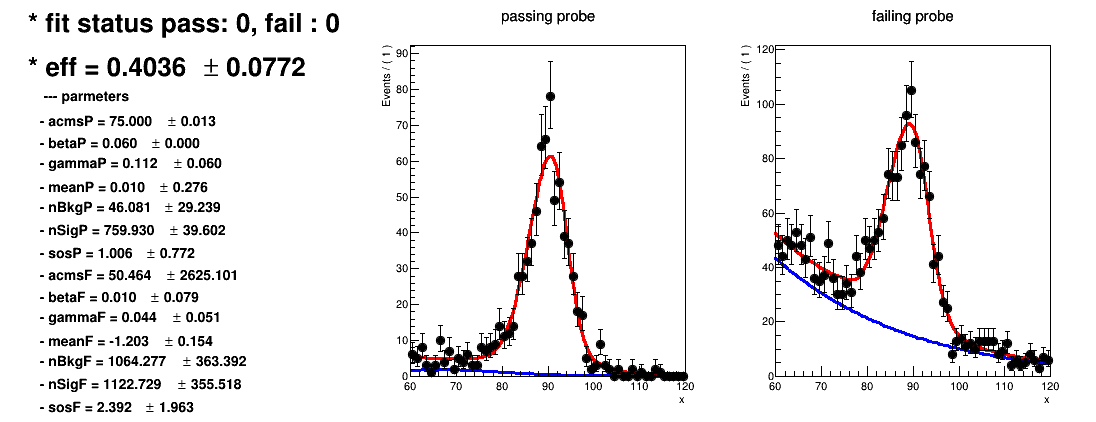 * fit status pass: 0, fail : 0
* eff = 0.4036 ± 0.0772
--- parmeters
- acmsP = 75.000 ± 0.013
- betaP = 0.060 ± 0.000
- gammaP = 0.112 ± 0.060
- meanP = 0.010 ± 0.276
- nBkgP = 46.081 ± 29.239
- nSigP = 759.930 ± 39.602
- sosP = 1.006 ± 0.772
- acmsF = 50.464 ± 2625.101
- betaF = 0.010 ± 0.079
- gammaF = 0.044 ± 0.051
- meanF = -1.203 ± 0.154
- nBkgF = 1064.277 ± 363.392
- nSigF = 1122.729 ± 355.518
- sosF = 2.392 ± 1.963
passing probe
Events / ( 1 )
90
80
70
60
50
40
30
20
10
0
60 70 80 90 100 110 120
x
failing probe
Events / ( 1 )
120
100
80
60
40
20
0
60 70 80 90 100 110 120
x